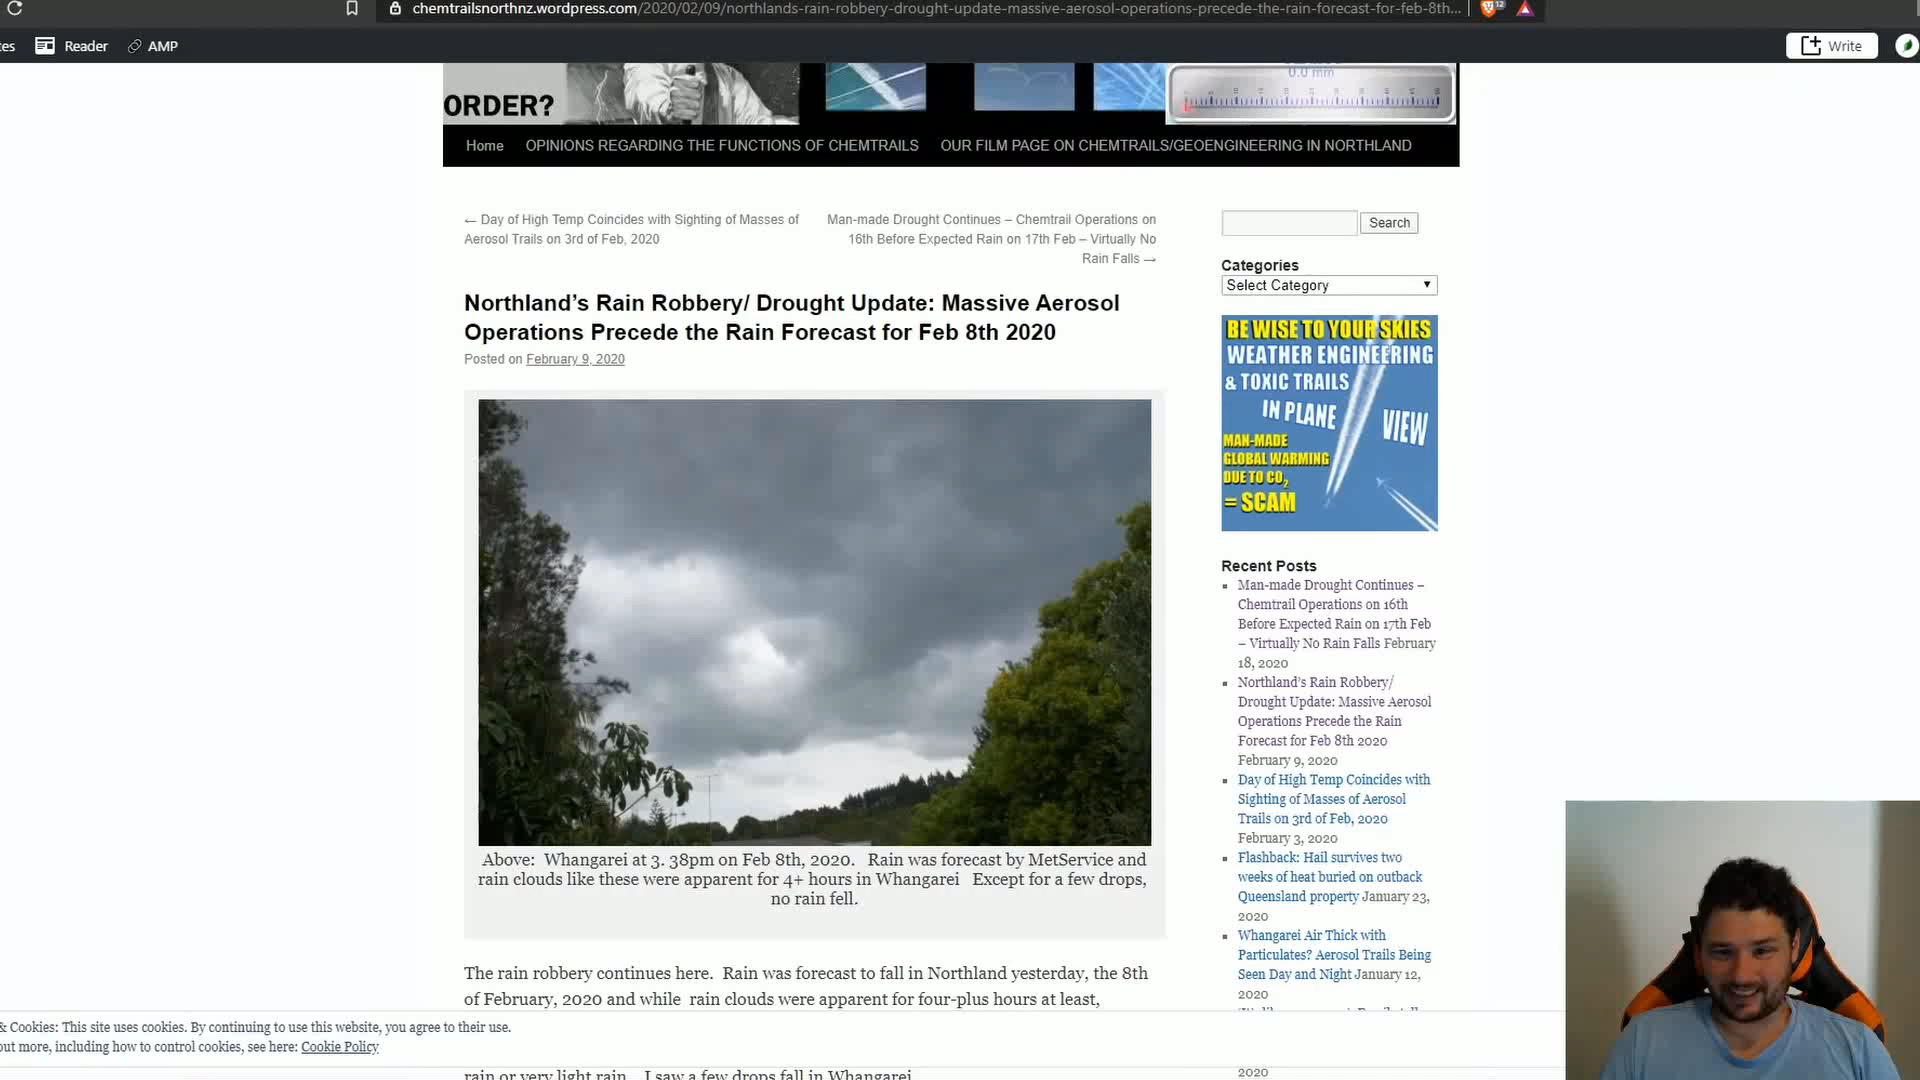 chemtrailsnorthnz.wordpress.com/2020/02/09/northlands-rain-robbery-drought-update-massive-aerosol-operations-precede-the-rain-forecast-for-feb-8th...
12
Reader
AMP
Write
0.0 mm
ORDER?
Home
OPINIONS REGARDING THE FUNCTIONS OF CHEMTRAILS
OUR FILM PAGE ON CHEMTRAILS/GEOENGINEERING IN NORTHLAND
← Day of High Temp Coincides with Sighting of Masses of
Aerosol Trails on 3rd of Feb, 2020
Man-made Drought Continues – Chemtrail Operations on
16th Before Expected Rain on 17th Feb – Virtually No
Rain Falls →
Northland’s Rain Robbery/ Drought Update: Massive Aerosol
Operations Precede the Rain Forecast for Feb 8th 2020
Posted on February 9, 2020
Above: Whangarei at 3. 38pm on Feb 8th, 2020. Rain was forecast by MetService and
rain clouds like these were apparent for 4+ hours in Whangarei Except for a few drops,
no rain fell.
The rain robbery continues here. Rain was forecast to fall in Northland yesterday, the 8th
of February, 2020 and while rain clouds were apparent for four-plus hours at least,
rain or very light rain. I saw a few drops fall in Whangarei
Search
Categories
Select Category
BE WISE TO YOUR SKIES
WEATHER ENGINEERING
& TOXIC TRAILS
IN PLANE
VIEW
MAN-MADE
GLOBAL WARMING
DUE TO CO2
= SCAM
Recent Posts
Man-made Drought Continues –
Chemtrail Operations on 16th
Before Expected Rain on 17th Feb
– Virtually No Rain Falls February
18, 2020
Northland’s Rain Robbery/
Drought Update: Massive Aerosol
Operations Precede the Rain
Forecast for Feb 8th 2020
February 9, 2020
Day of High Temp Coincides with
Sighting of Masses of Aerosol
Trails on 3rd of Feb, 2020
February 3, 2020
Flashback: Hail survives two
weeks of heat buried on outback
Queensland property January 23,
2020
Whangarei Air Thick with
Particulates? Aerosol Trails Being
Seen Day and Night January 12,
2020
2020
& Cookies: This site uses cookies. By continuing to use this website, you agree to their use.
out more, including how to control cookies, see here: Cookie Policy